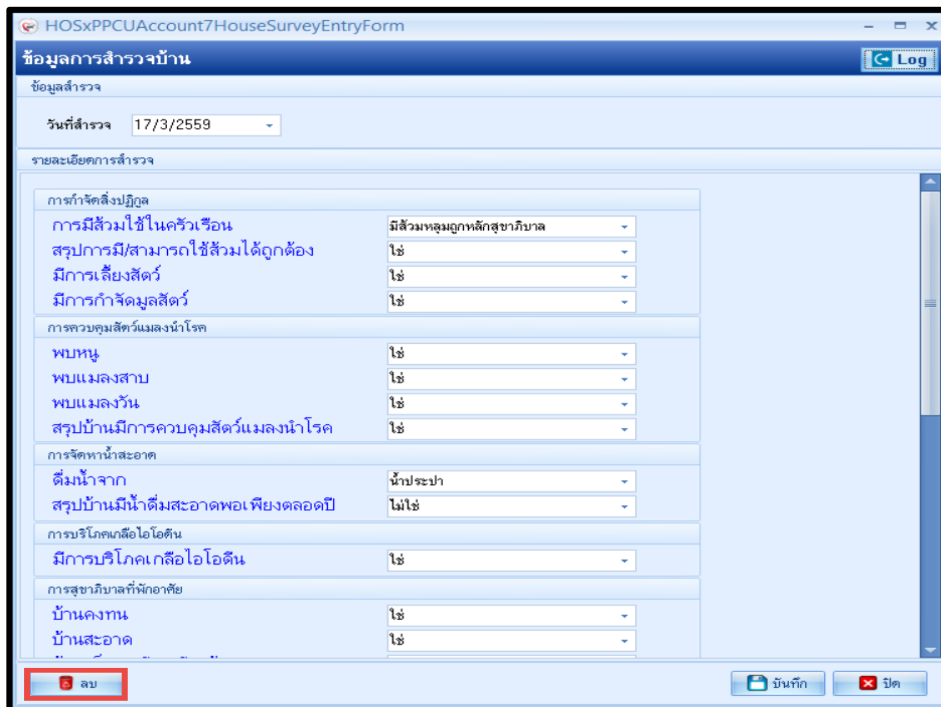 HOSxPPCUAccount7HouseSurveyEntryForm
ข้อมูลการสำรวจบ้าน
Log
ข้อมูลสำรวจ
วันที่สำรวจ 17/3/2559
รายละเอียดการสำรวจ
การกำจัดสิ่งปฏิกูล
การมีส้วมใช้ในครัวเรือน มีส้วมหลุมถูกหลักสุขาภิบาล
สรุปการมี/สามารถใช้ส้วมได้ถูกต้อง ใช่
มีการเลี้ยงสัตว์ ใช่
มีการกำจัดมูลสัตว์ ใช่
การควบคุมสัตว์แมลงนำโรค
พบหนู ใช่
พบแมลงสาบ ใช่
พบแมลงวัน ใช่
สรุปบ้านมีการควบคุมสัตว์แมลงนำโรค ใช่
การจัดหาน้ำสะอาด
ดื่มน้ำจาก น้ำประปา
สรุปบ้านมีน้ำดื่มสะอาดพอเพียงตลอดปี ไม่ใช่
การบริโภคเกลือไอโอดีน
มีการบริโภคเกลือไอโอดีน ใช่
การสุขาภิบาลที่พักอาศัย
บ้านคงทน ใช่
บ้านสะอาด ใช่
ลบ บันทึก ปิด